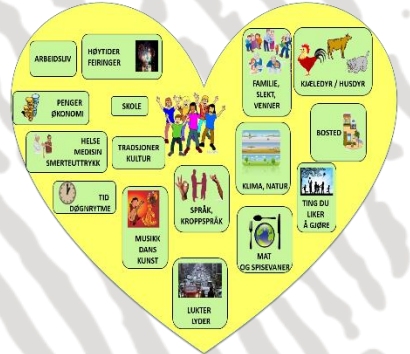 ARBEIDSLIV
HØYTIDER
FEIRINGER
FAMILIE,
SLEKT,
VENNER
KJÆLEDYR / HUSDYR
PENGER
ØKONOMI
SKOLE
BOSTED
HELSE
MEDISIN
SMERTEUTTRYKK
TRADSJONER
KULTUR
KLIMA, NATUR
TID
DØGNRYTME
MUSIKK
DANS
KUNST
SPRÅK,
KROPPSPRÅK
TING DU
LIKER
Å GJØRE
MAT
OG SPISEVANER
LUKTER
LYDER